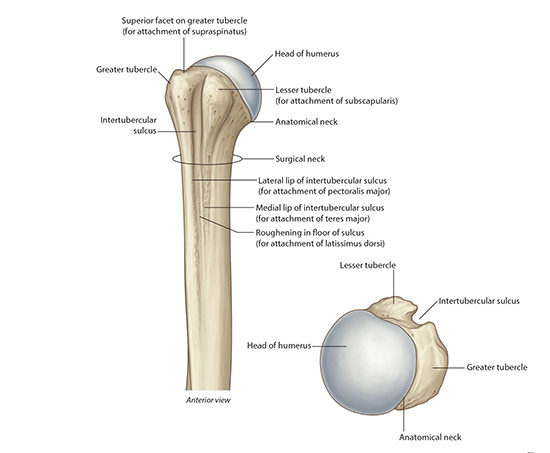 Superior facet on greater tubercle
(for attachment of supraspinatus)
Head of humerus
Greater tubercle
Lesser tubercle
(for attachment of subscapularis)
Intertubercular
sulcus
Anatomical neck
Surgical neck
Lateral lip of intertubercular sulcus
(for attachment of pectoralis major)
Medial lip of intertubercular sulcus
(for attachment of teres major)
Roughening in floor of sulcus
(for attachment of latissimus dorsi)
Anterior view
Lesser tubercle
Intertubercular sulcus
Head of humerus
Greater tubercle
Anatomical neck